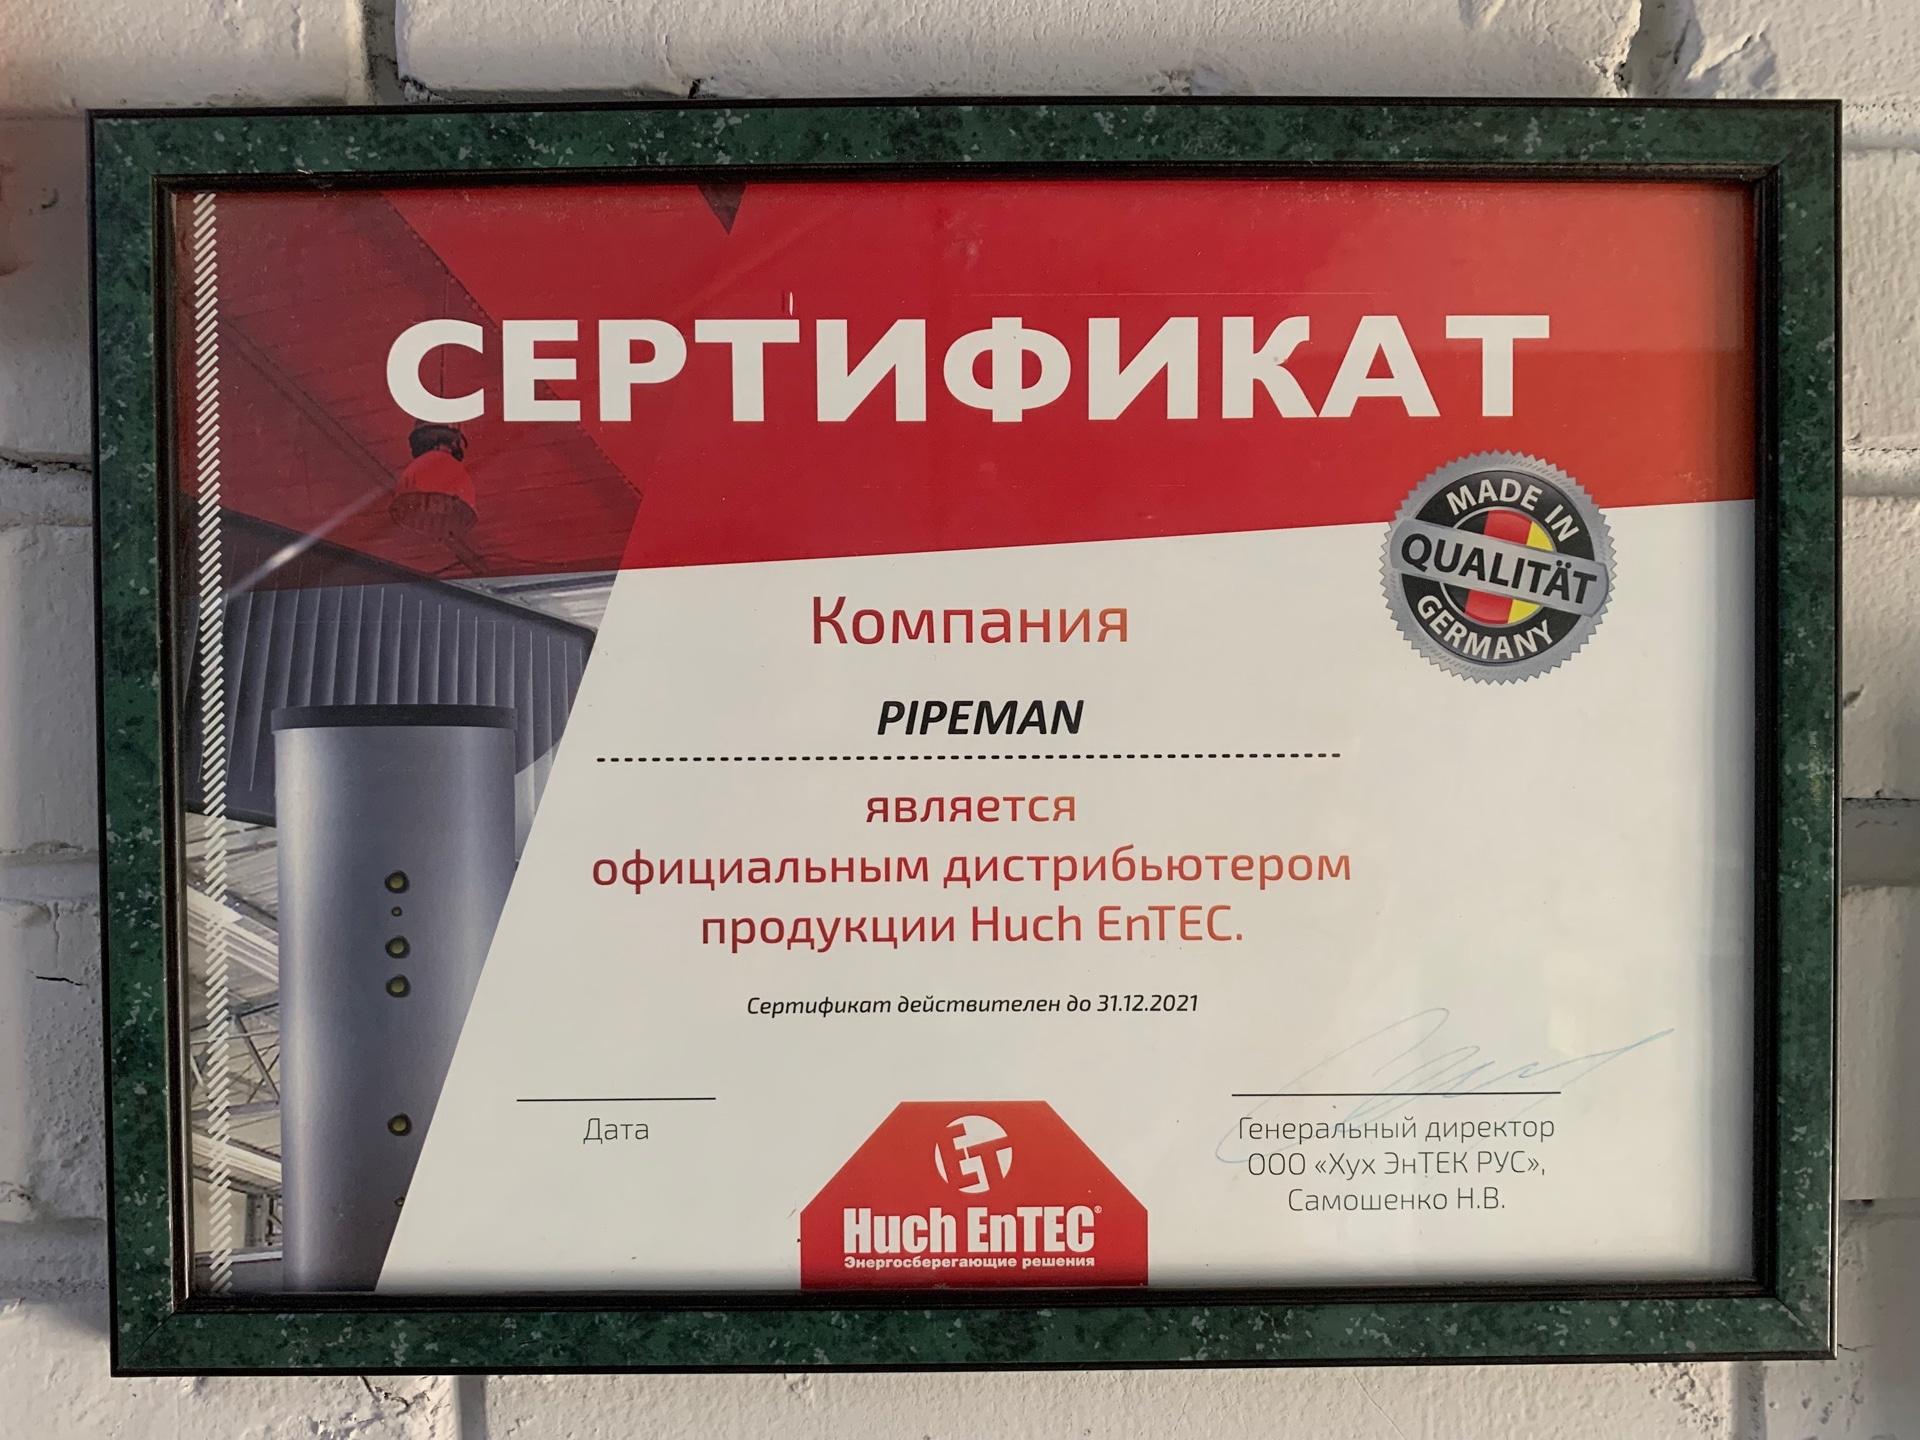 СЕРТИФИКАТ
MADE IN
QUALITÄT
GERMANY
Компания
PIPEMAN
является
официальным дистрибьютером
продукции Huch EnTEC.
Сертификат действителен до 31.12.2021
Дата
Генеральный директор
ООО «Хух ЭнТЕК РУС»,
Самошенко Н.В.
Huch EnTEC®
Энергосберегающие решения